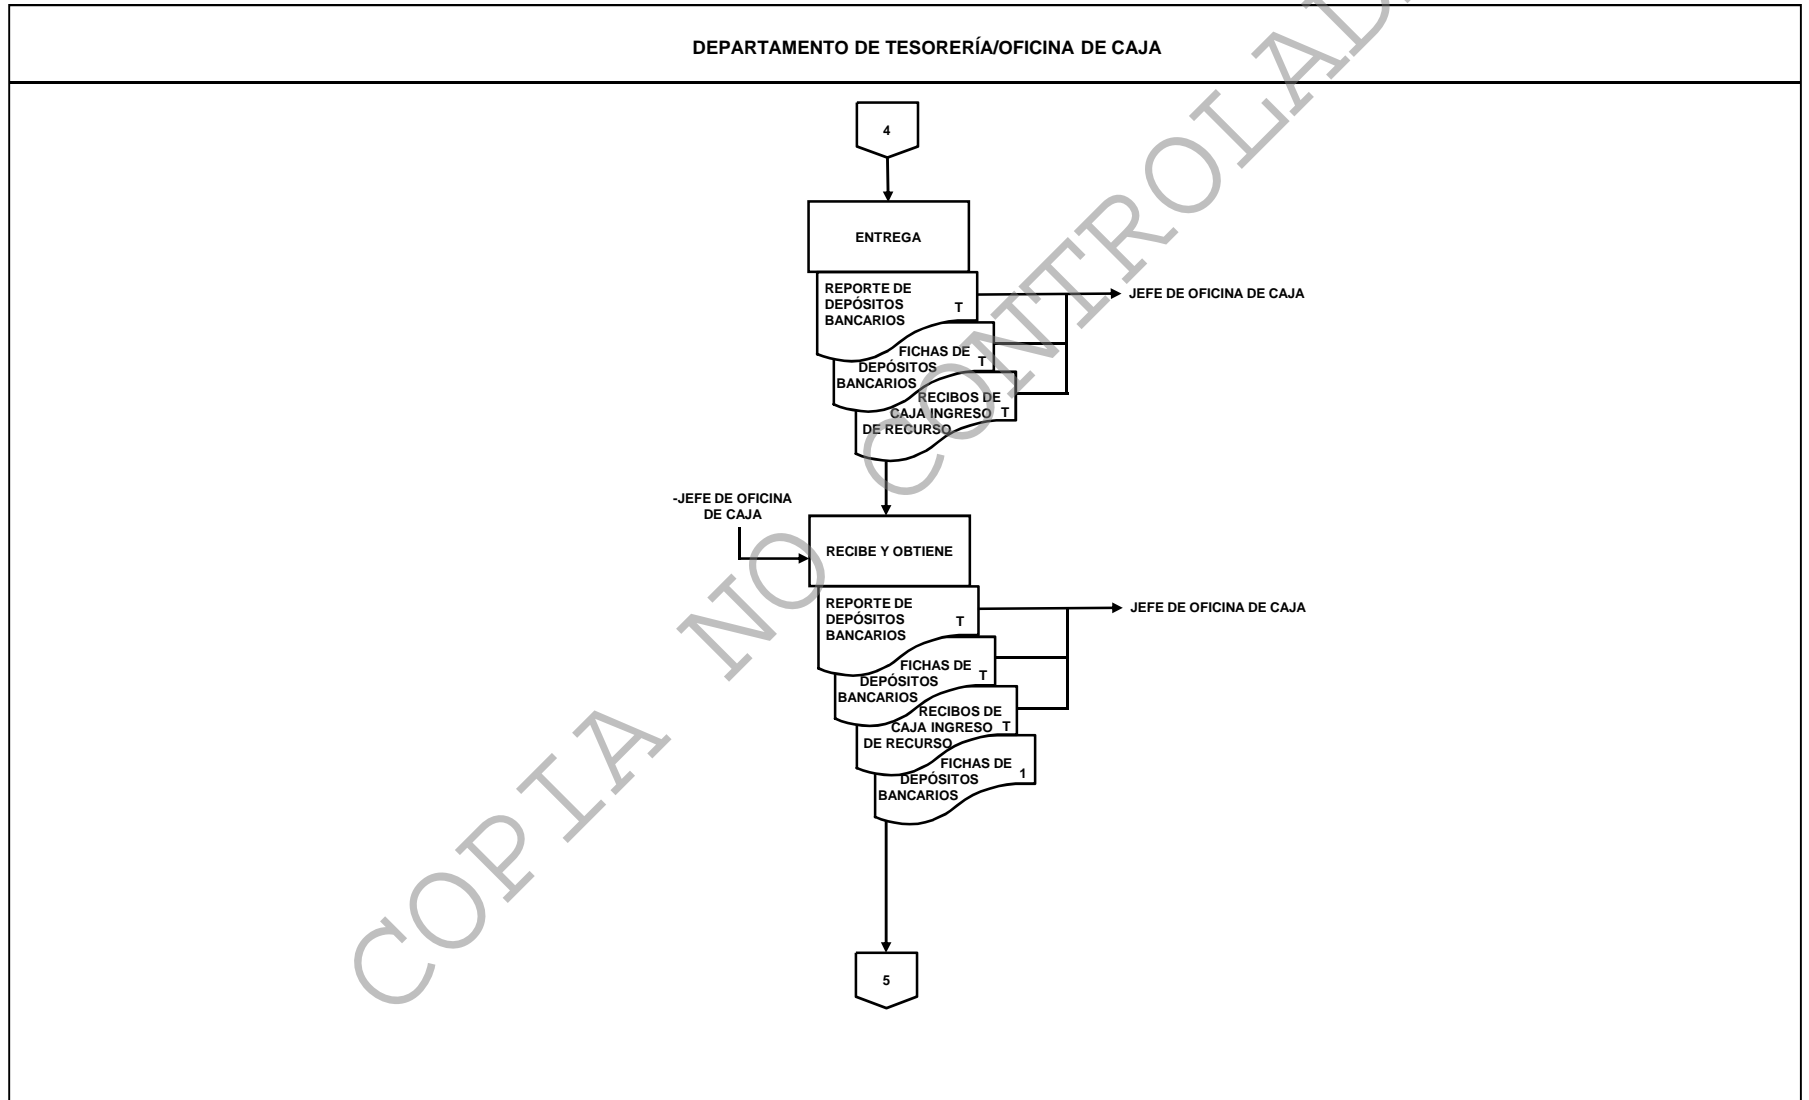 DEPARTAMENTO DE TESORERÍA/OFICINA DE CAJA
4
ENTREGA
REPORTE DE
DEPÓSITOS
BANCARIOS
T
JEFE DE OFICINA DE CAJA
FICHAS DE
DEPÓSITOS
BANCARIOS
T
RECIBOS DE
CAJA INGRESO
DE RECURSO
T
-JEFE DE OFICINA
DE CAJA
RECIBE Y OBTIENE
REPORTE DE
DEPÓSITOS
BANCARIOS
T
JEFE DE OFICINA DE CAJA
FICHAS DE
DEPÓSITOS
BANCARIOS
T
RECIBOS DE
CAJA INGRESO
DE RECURSO
T
FICHAS DE
DEPÓSITOS
BANCARIOS
1
5
COPIA NO CONTROLAD